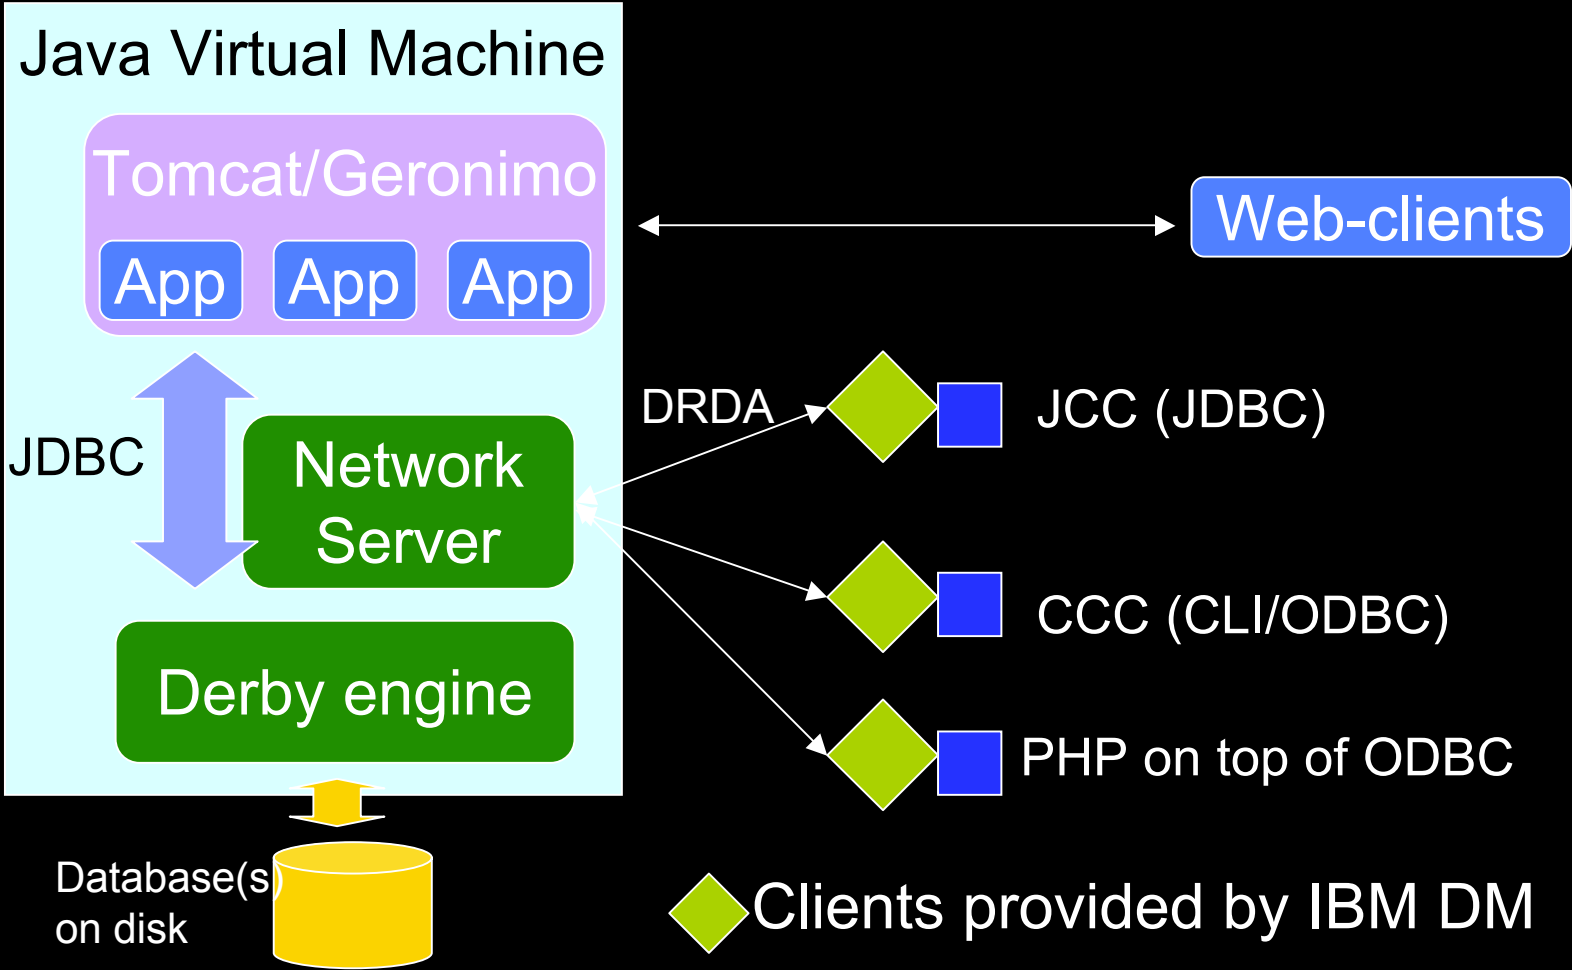 Java Virtual Machine
Tomcat/Geronimo
App App App
Web-clients
JDBC
Network
Server
DRDA
JCC (JDBC)
CCC (CLI/ODBC)
Derby engine
PHP on top of ODBC
Database(s)
on disk
Clients provided by IBM DM